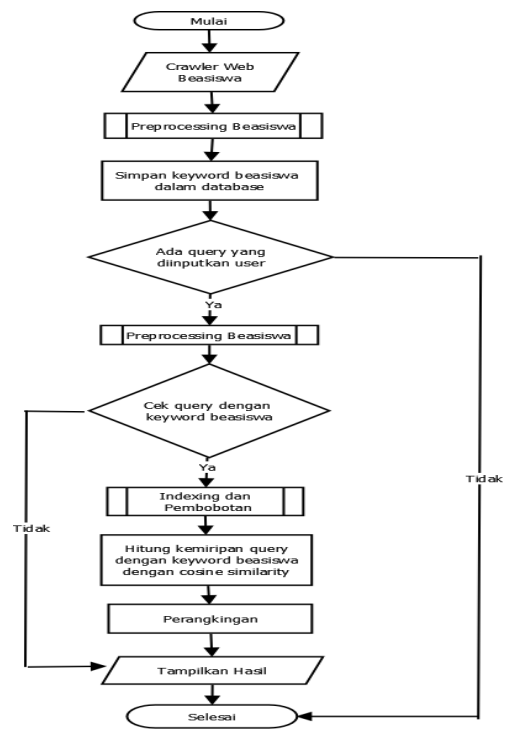 Mulai
Crawler Web
Beasiswa
Preprocessing Beasiswa
Simpan keyword beasiswa
dalam database
Ada query yang
diinputkan user
Ya
Preprocessing Beasiswa
Cek query dengan
keyword beasiswa
Ya
Tidak
Indexing dan
Pembobotan
Tidak
Hitung kemiripan query
dengan keyword beasiswa
dengan cosine similarity
Perangkingan
Tampilkan Hasil
Selesai